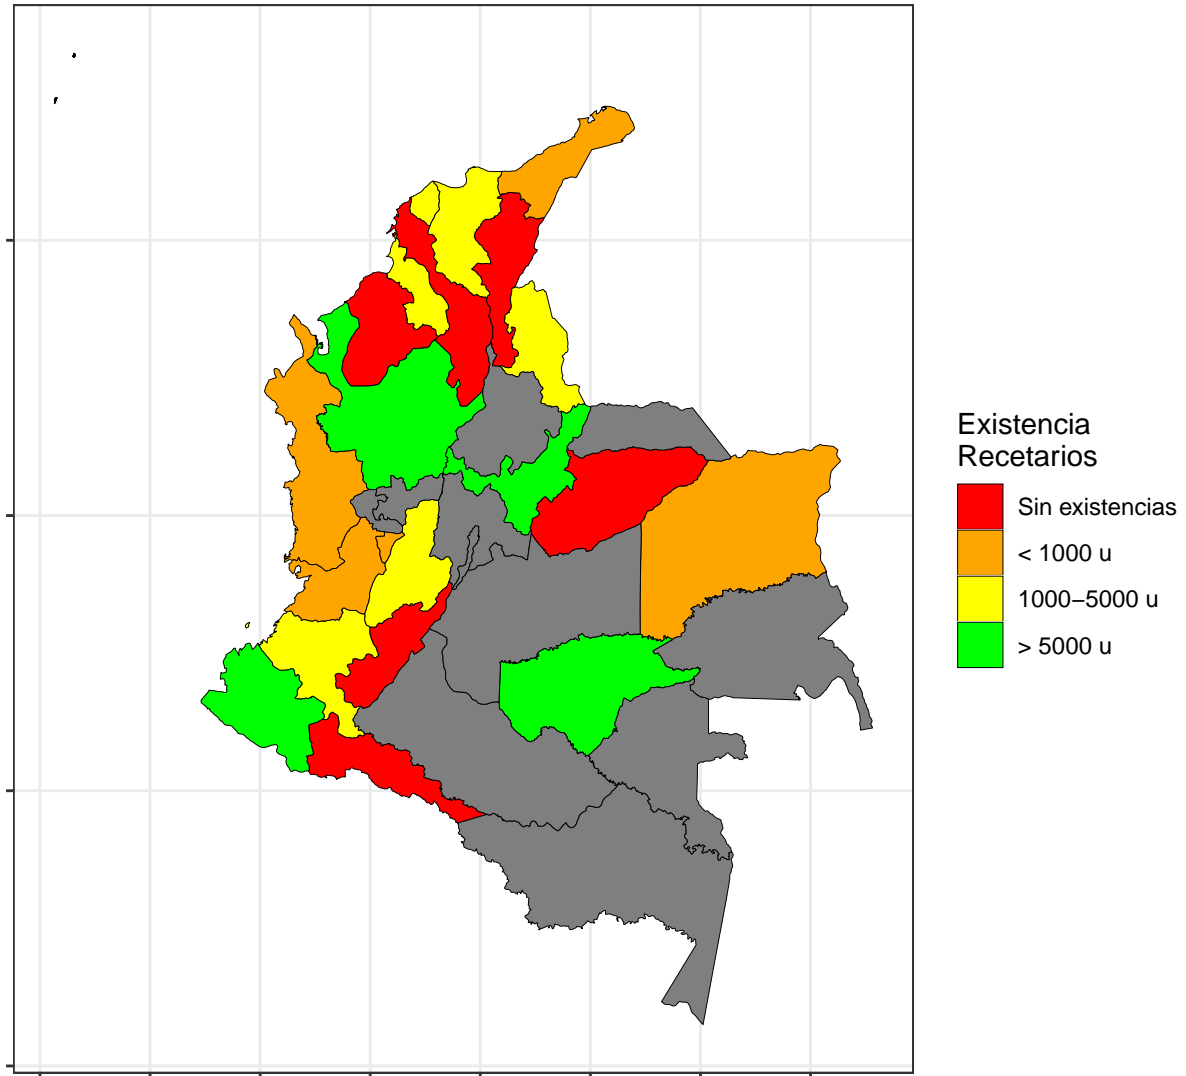 Existencia
Recetarios
Sin existencias
< 1000 u
1000−5000 u
> 5000 u